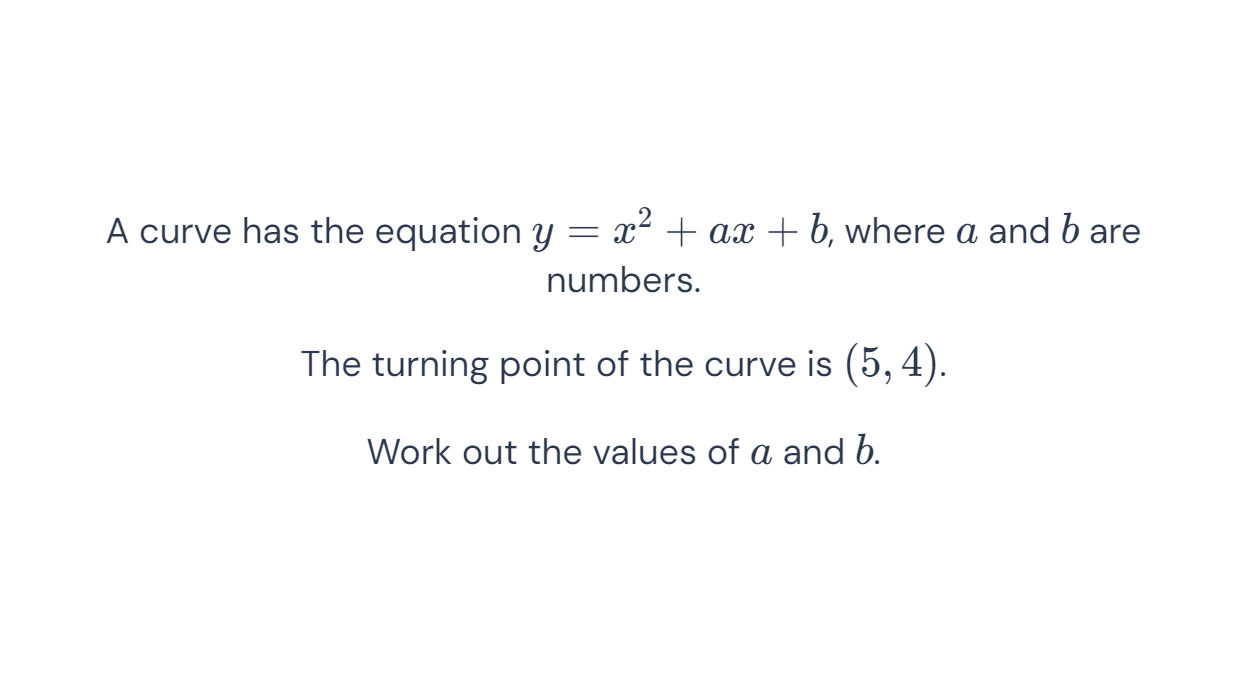 A curve has the equation y = x² + ax + b, where a and b are
numbers.
The turning point of the curve is (5, 4).
Work out the values of a and b.